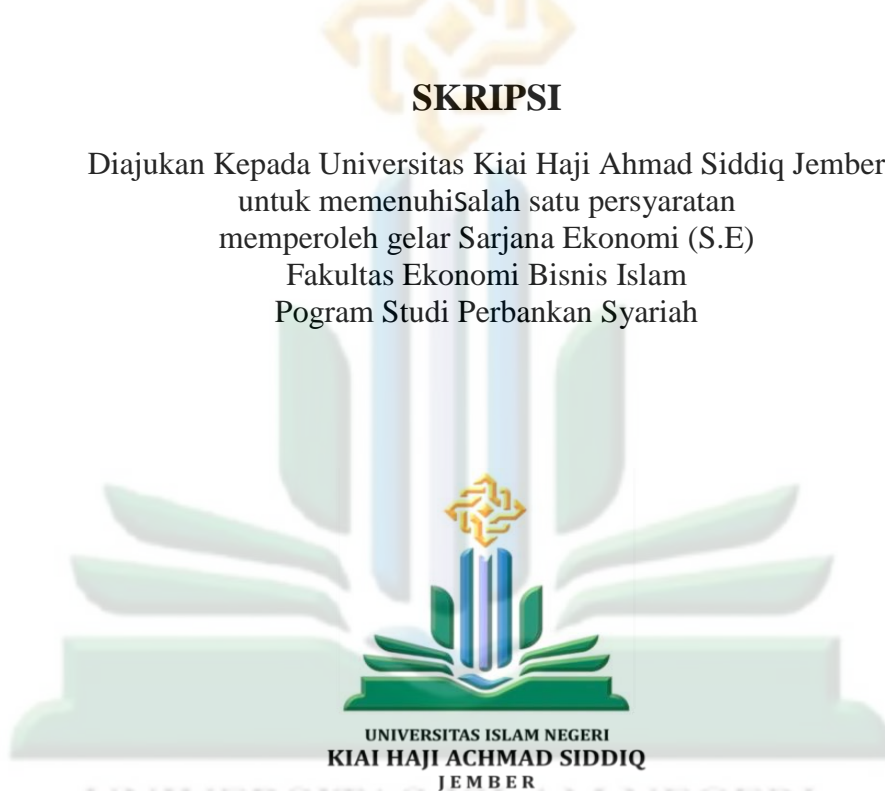 SKRIPSI
Diajukan Kepada Universitas Kiai Haji Ahmad Siddiq Jember
untuk memenuhiSalah satu persyaratan
memperoleh gelar Sarjana Ekonomi (S.E)
Fakultas Ekonomi Bisnis Islam
Pogram Studi Perbankan Syariah
UNIVERSITAS ISLAM NEGERI
KIAI HAJI ACHMAD SIDDIQ
JEMBER